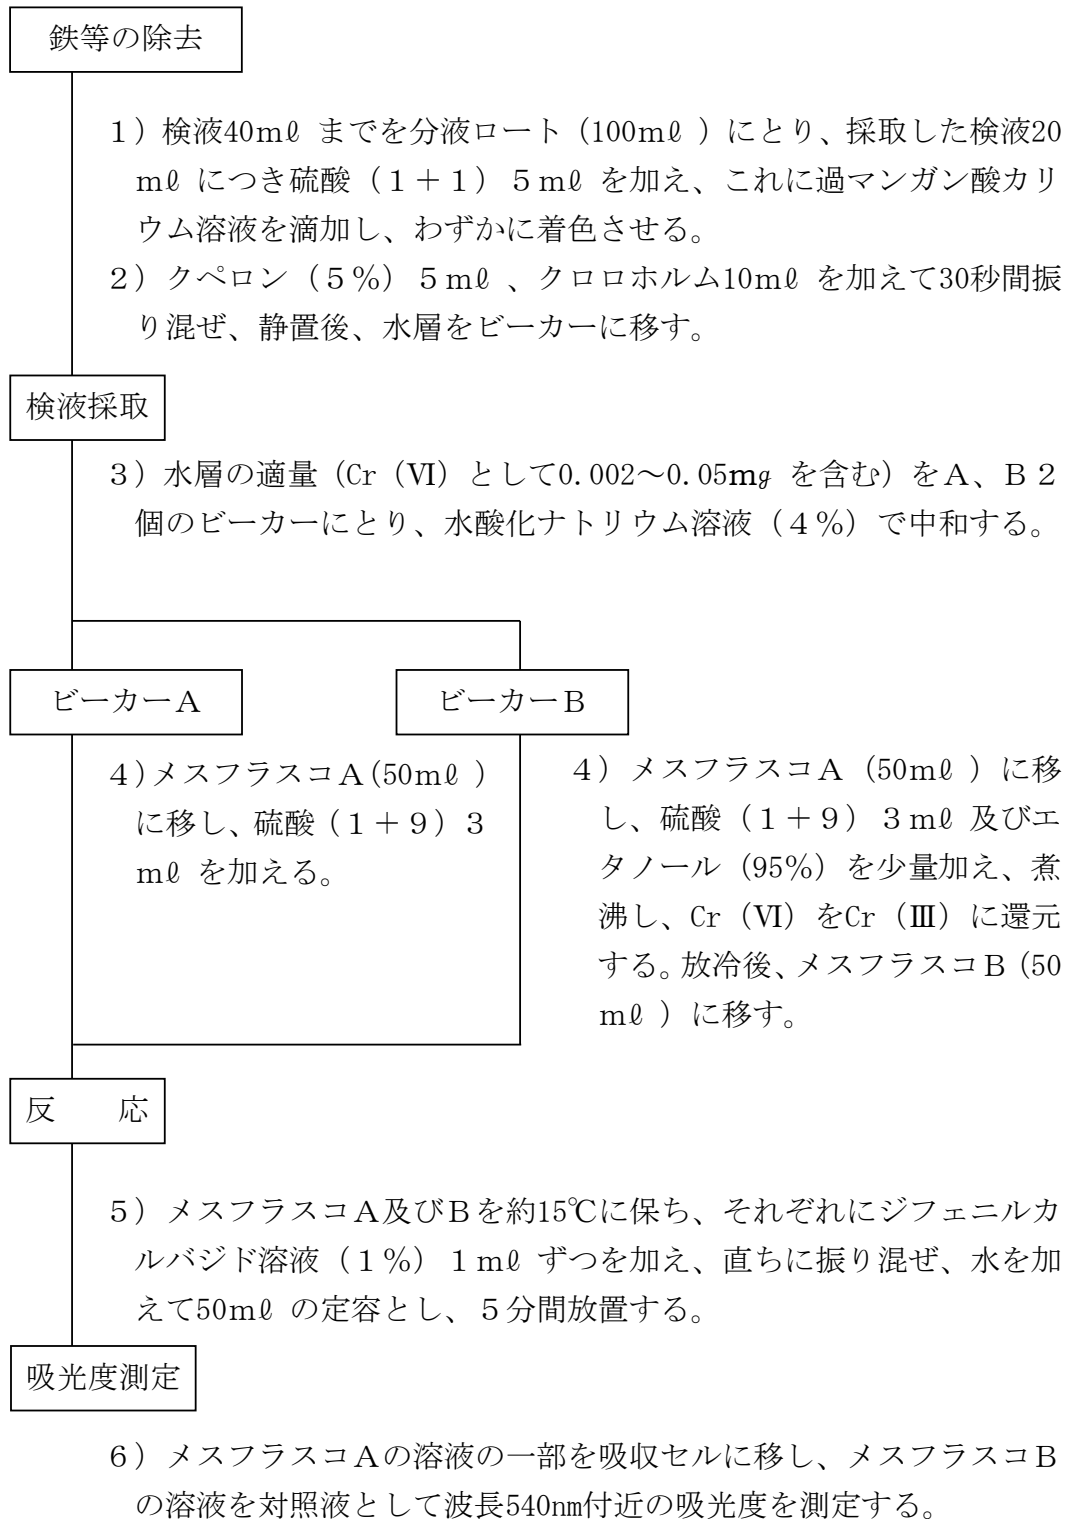 鉄等の除去
1）検液40mℓ までを分液ロート（100mℓ ）にとり、採取した検液20
mℓ につき硫酸（１＋１）５mℓ を加え、これに過マンガン酸カリ
ウム溶液を滴加し、わずかに着色させる。
２）クペロン（５％）５mℓ 、クロロホルム10mℓ を加えて30秒間振
り混ぜ、静置後、水層をビーカーに移す。
検液採取
３）水層の適量（Cr（Ⅵ）として0.002～0.05mg を含む）をＡ、Ｂ２
個のビーカーにとり、水酸化ナトリウム溶液（４％）で中和する。
ビーカーＡ
ビーカーＢ
４)メスフラスコＡ(50mℓ ）
に移し、硫酸（１＋９）３
mℓ を加える。
４）メスフラスコＡ（50mℓ ）に移
し、硫酸（１＋９）３mℓ 及びエ
タノール（95％）を少量加え、煮
沸し、Cr（Ⅵ）をCr（Ⅲ）に還元
する。放冷後、メスフラスコＢ（50
mℓ ）に移す。
反　　応
５）メスフラスコＡ及びＢを約15℃に保ち、それぞれにジフェニルカ
ルバジド溶液（１％）１mℓ ずつを加え、直ちに振り混ぜ、水を加
えて50mℓ の定容とし、５分間放置する。
吸光度測定
６）メスフラスコＡの溶液の一部を吸収セルに移し、メスフラスコＢ
の溶液を対照液として波長540nm付近の吸光度を測定する。